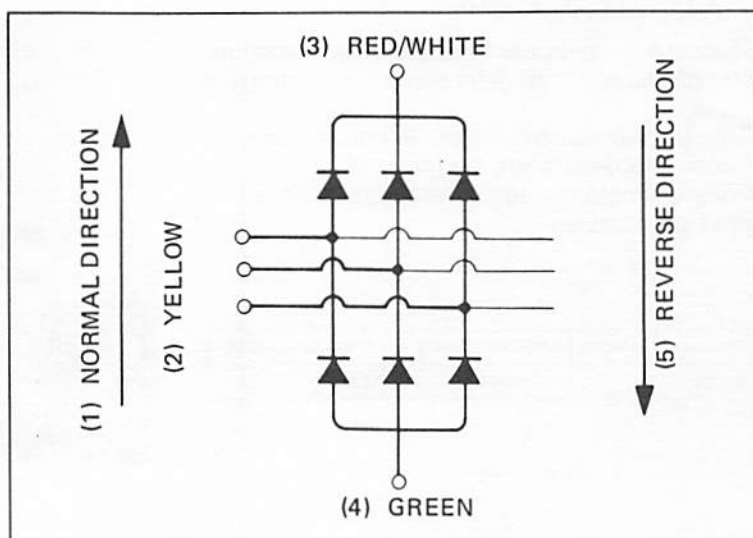 (3) RED/WHITE
(1) NORMAL DIRECTION
(2) YELLOW
(5) REVERSE DIRECTION
(4) GREEN